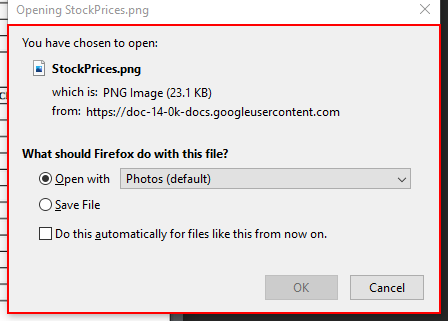 Opening StockPrices.png
You have chosen to open:
StockPrices.png
which is: PNG Image (23.1 KB)
from: https://doc-14-0k-docs.googleusercontent.com
What should Firefox do with this file?
Open with Photos (default)
Save File
Do this automatically for files like this from now on.
OK Cancel